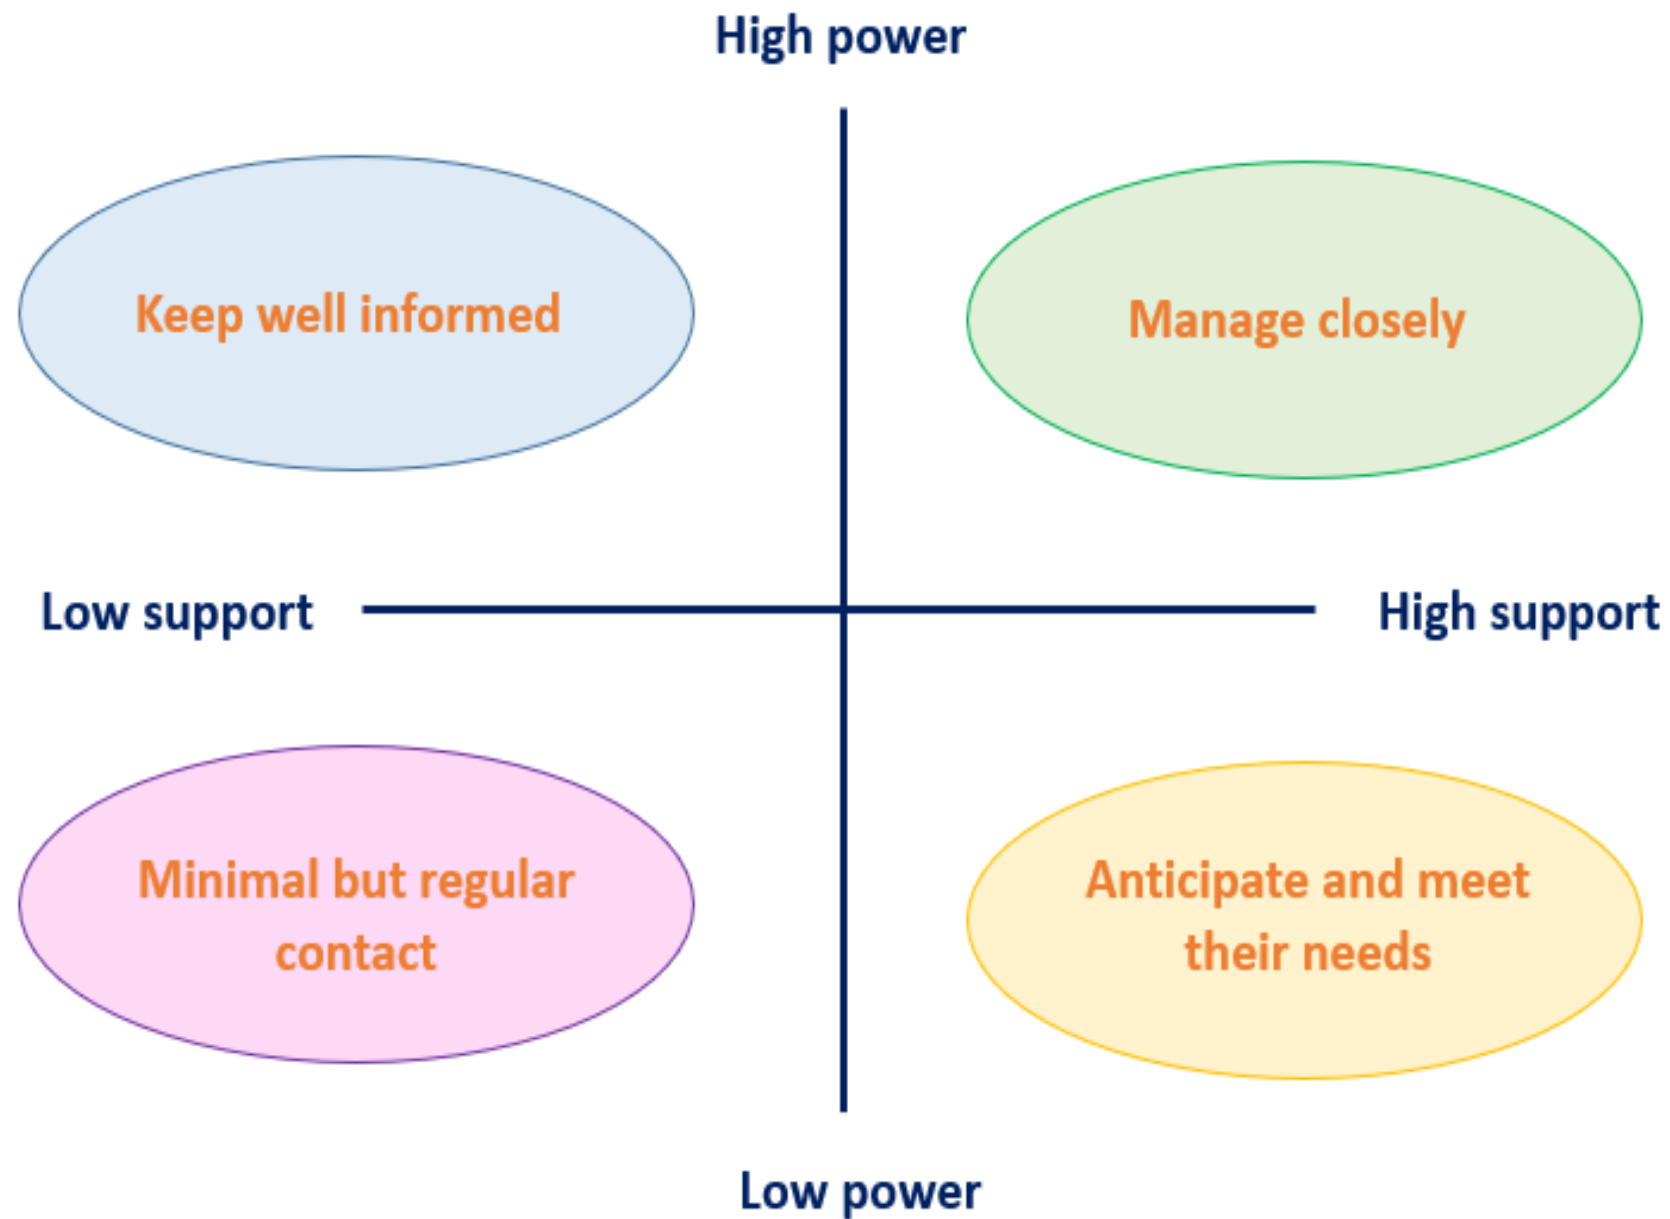 High power
Keep well informed
Manage closely
Low support
High support
Minimal but regular
contact
Anticipate and meet
their needs
Low power